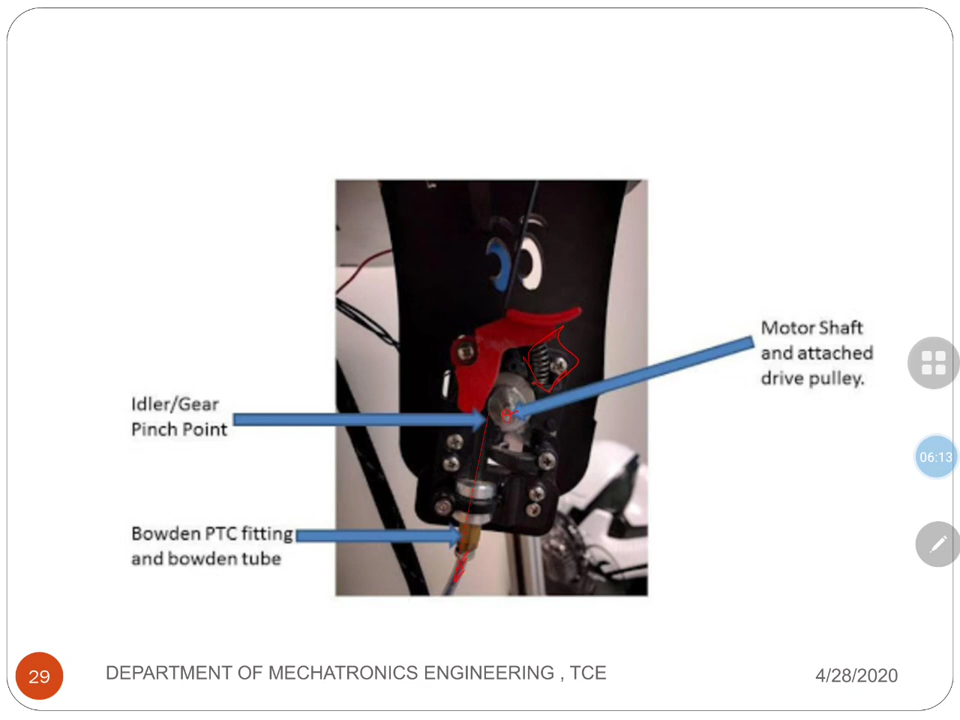 Motor Shaft
and attached
drive pulley.
Idler/Gear
Pinch Point
Bowden PTC fitting
and bowden tube
06:13
29
DEPARTMENT OF MECHATRONICS ENGINEERING , TCE
4/28/2020